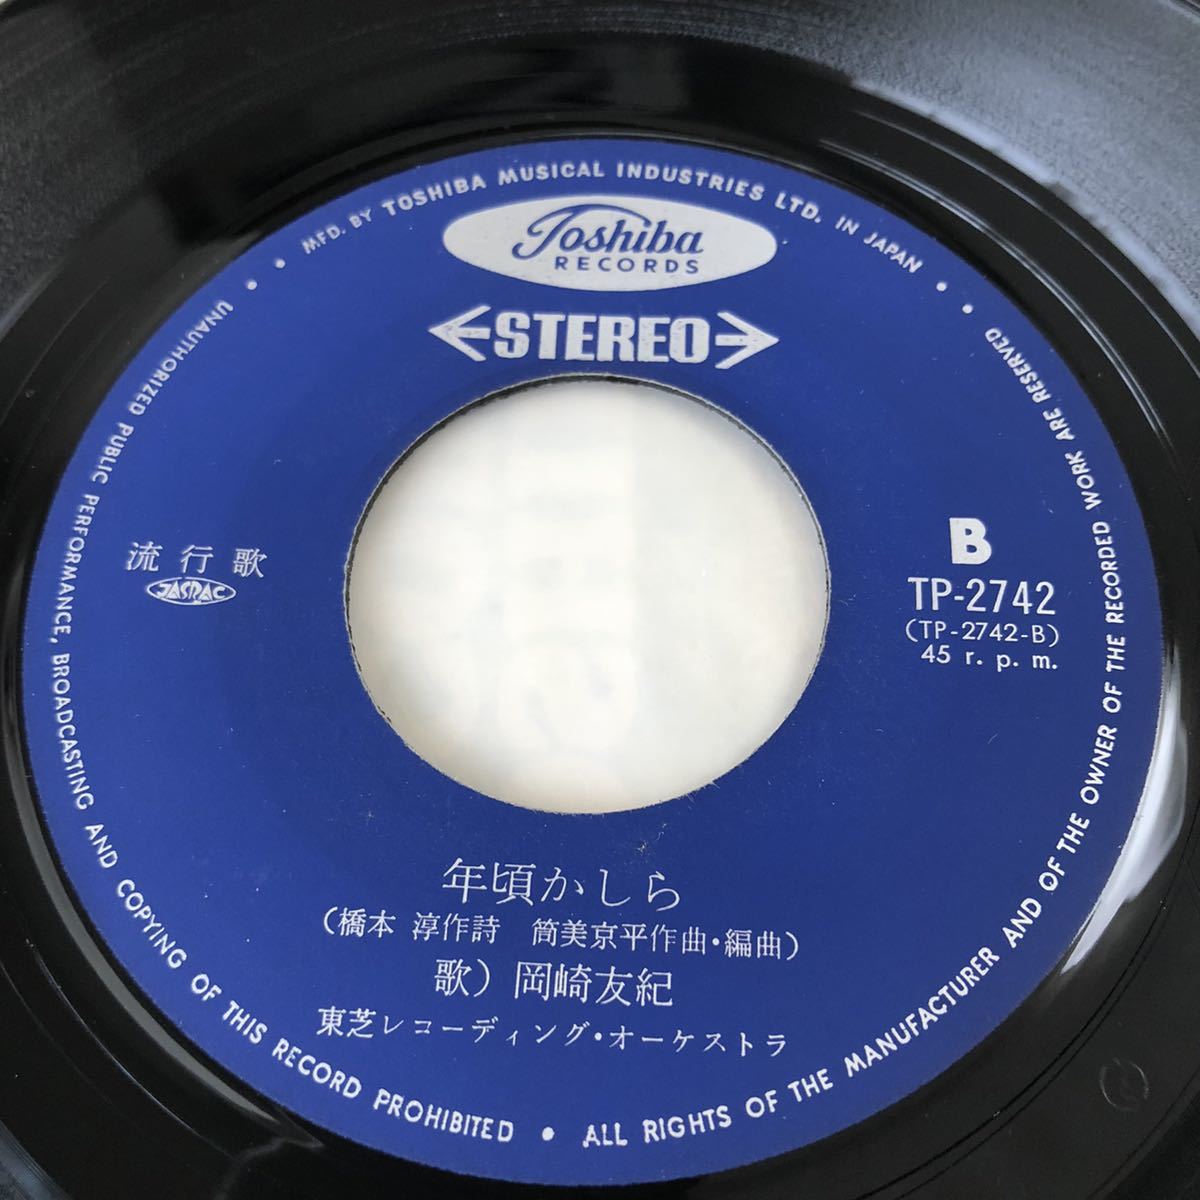 MFD. BY TOSHIBA MUSICAL INDUSTRIES LTD. IN JAPAN
Toshiba
RECORDS
STEREO
流行歌
JASRAC
B
TP-2742
(TP-2742-B)
45 r. p. m.
年頃かしら
(橋本 淳作詩 筒美京平作曲・編曲)
歌) 岡崎友紀
東芝レコーディング・オーケストラ
UNAUTHORIZED PUBLIC PERFORMANCE, BROADCASTING AND COPYING OF THIS RECORD PROHIBITED • ALL RIGHTS OF THE MANUFACTURER AND OF THE OWNER OF THE RECORDED WORK ARE RESERVED